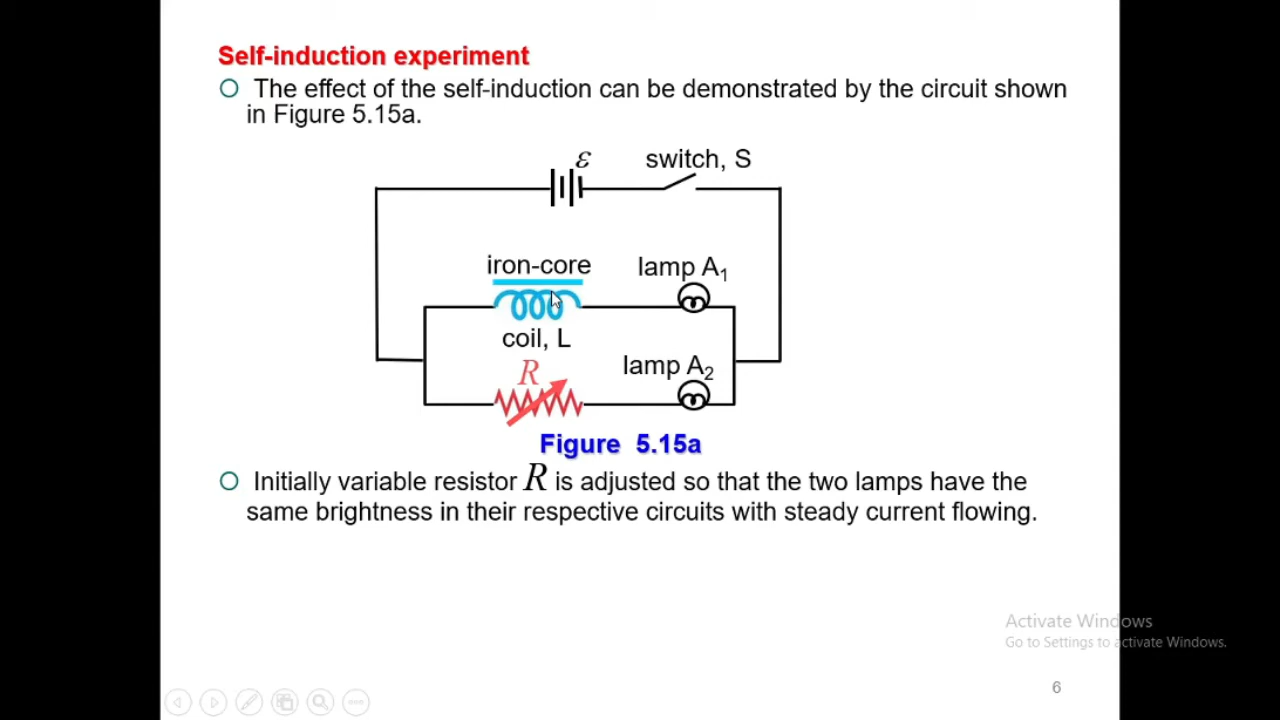 Self-induction experiment
The effect of the self-induction can be demonstrated by the circuit shown
in Figure 5.15a.
ε
switch, S
iron-core
lamp A₁
coil, L
R
lamp A₂
Figure 5.15a
Initially variable resistor R is adjusted so that the two lamps have the
same brightness in their respective circuits with steady current flowing.
Activate Windows
Go to Settings to activate Windows.
6